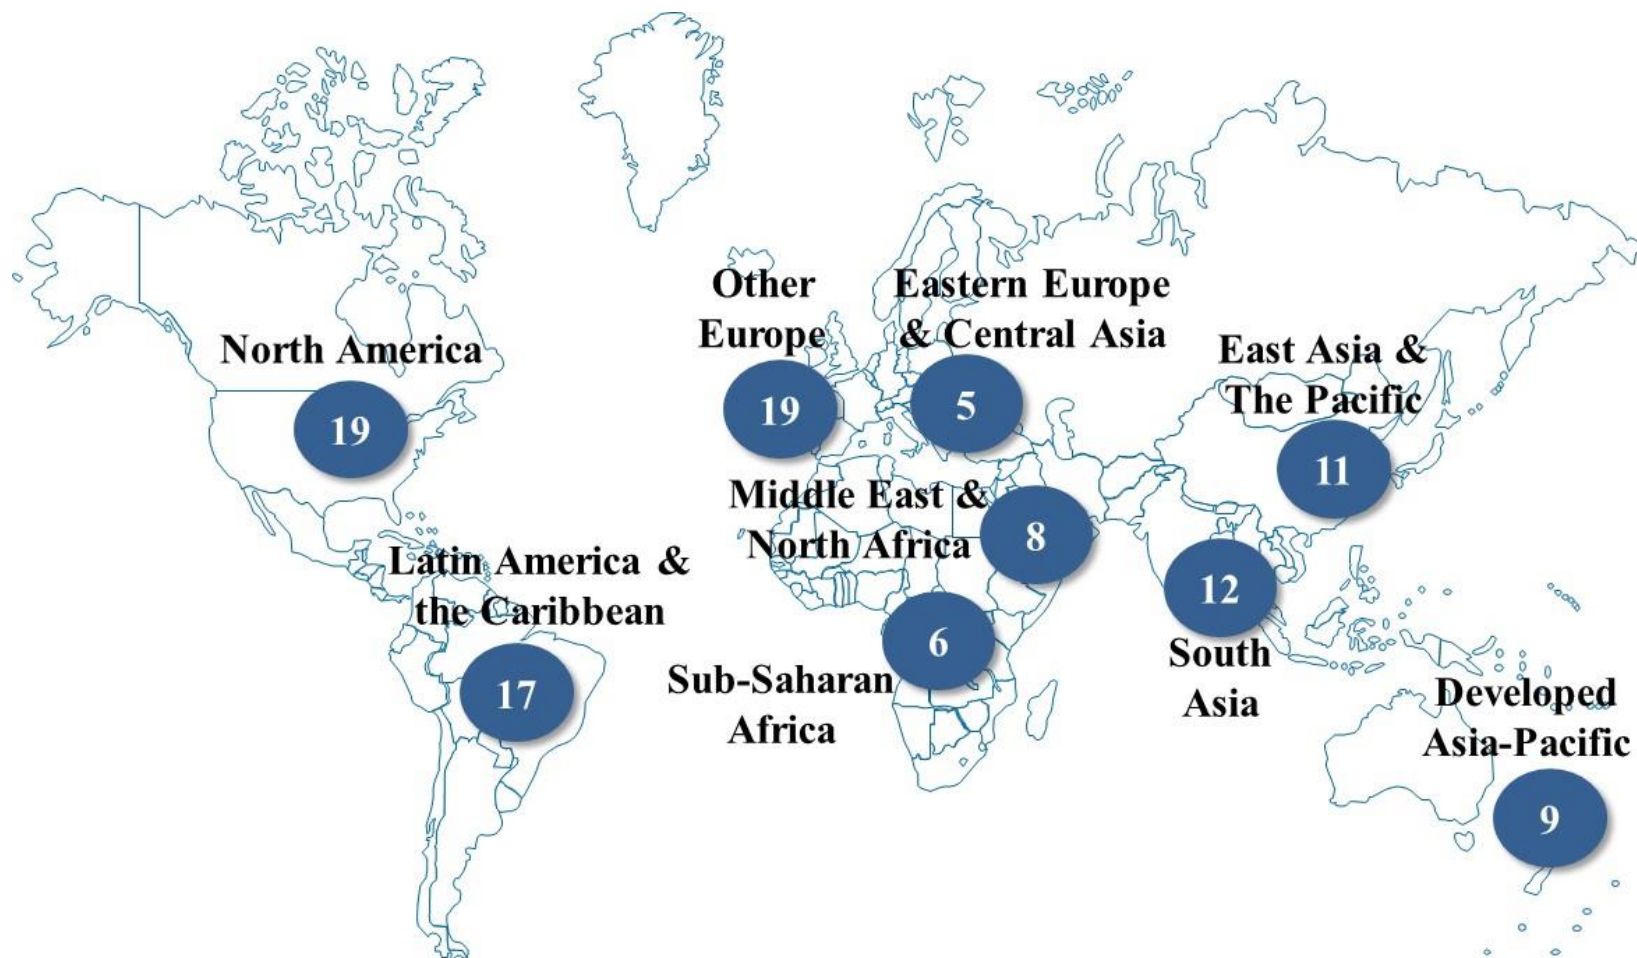 North America
19
Other
Europe
19
Eastern Europe
& Central Asia
5
East Asia &
The Pacific
11
Middle East &
North Africa
8
Latin America &
the Caribbean
17
Sub-Saharan
Africa
6
12
South
Asia
Developed
Asia-Pacific
9